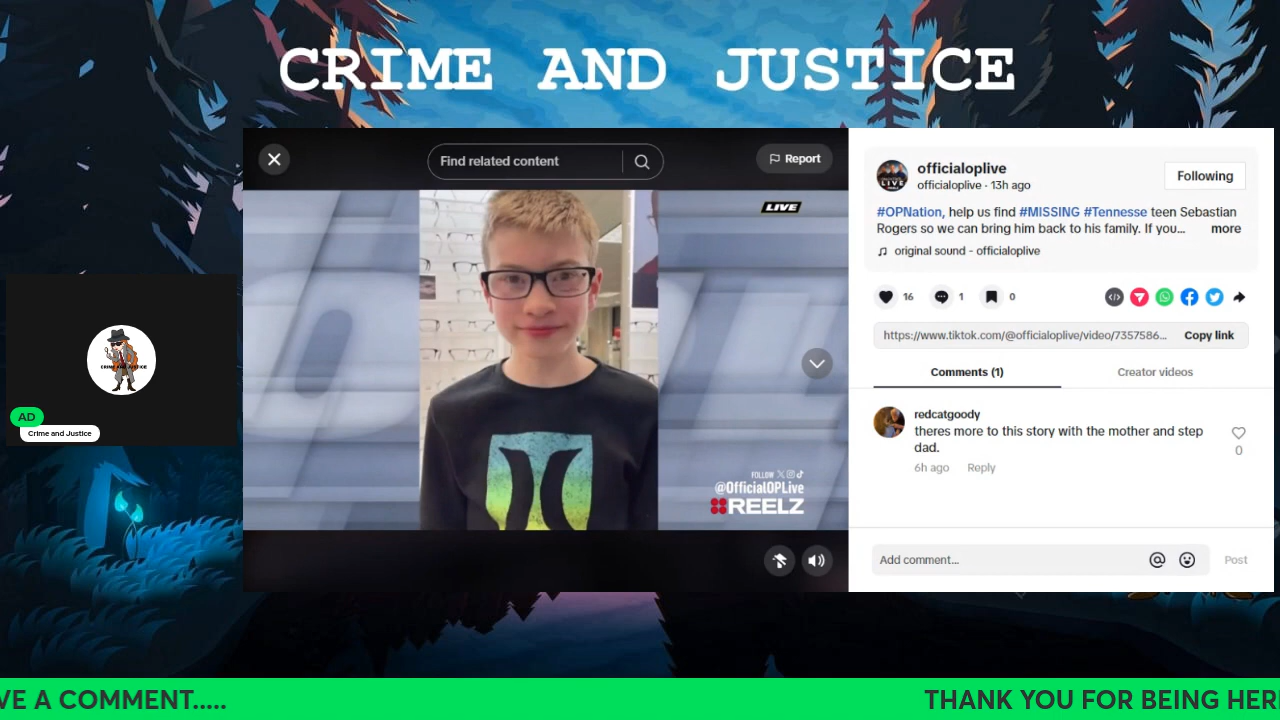 CRIME AND JUSTICE
Find related content
Report
LIVE
FOLLOW
@OfficialOPLive
REELZ
officialoplive
officialoplive · 13h ago
Following
#OPNation, help us find #MISSING #Tennesse teen Sebastian
Rogers so we can bring him back to his family. If you... more
original sound - officialoplive
16
1
0
https://www.tiktok.com/@officialoplive/video/7357586... Copy link
Comments (1)
Creator videos
redcatgoody
theres more to this story with the mother and step
dad.
0
6h ago Reply
Add comment...
Post
CRIME AND JUSTICE
AD
Crime and Justice
VE A COMMENT.....
THANK YOU FOR BEING HER